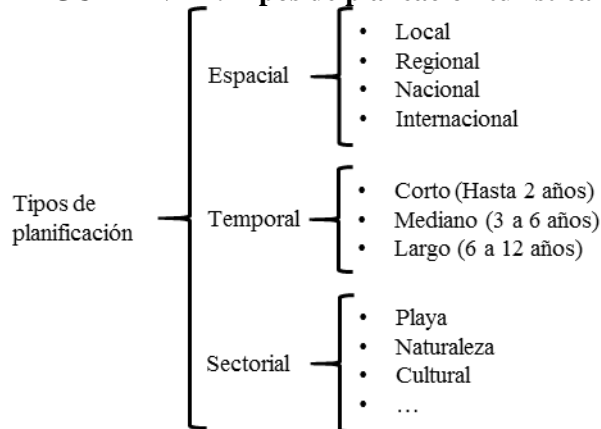 Espacial
• Local
• Regional
• Nacional
• Internacional
Tipos de
planificación
Temporal
• Corto (Hasta 2 años)
• Mediano (3 a 6 años)
• Largo (6 a 12 años)
Sectorial
• Playa
• Naturaleza
• Cultural
• …